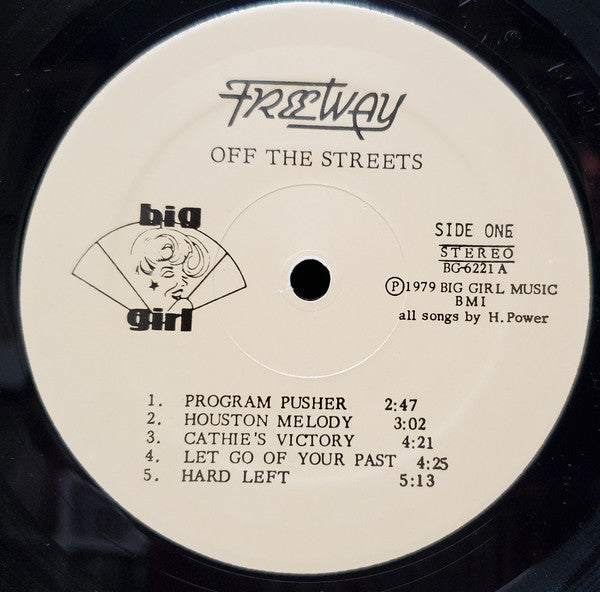 FREEWAY
OFF THE STREETS
big
girl
SIDE ONE
STEREO
BG-6221 A
Ⓟ1979 BIG GIRL MUSIC
BMI
all songs by H. Power
1. PROGRAM PUSHER 2:47
2. HOUSTON MELODY 3:02
3. CATHIE'S VICTORY 4:21
4. LET GO OF YOUR PAST 4:25
5. HARD LEFT 5:13